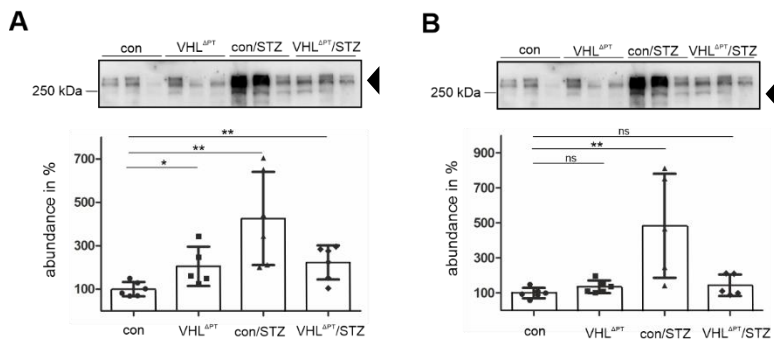 A
con VHL^ΔPT con/STZ VHL^ΔPT/STZ
250 kDa
**
**
*
abundance in %
700
300
100
con VHL^ΔPT con/STZ VHL^ΔPT/STZ
B
con VHL^ΔPT con/STZ VHL^ΔPT/STZ
250 kDa
ns
**
ns
abundance in %
900
700
500
300
100
con VHL^ΔPT con/STZ VHL^ΔPT/STZ